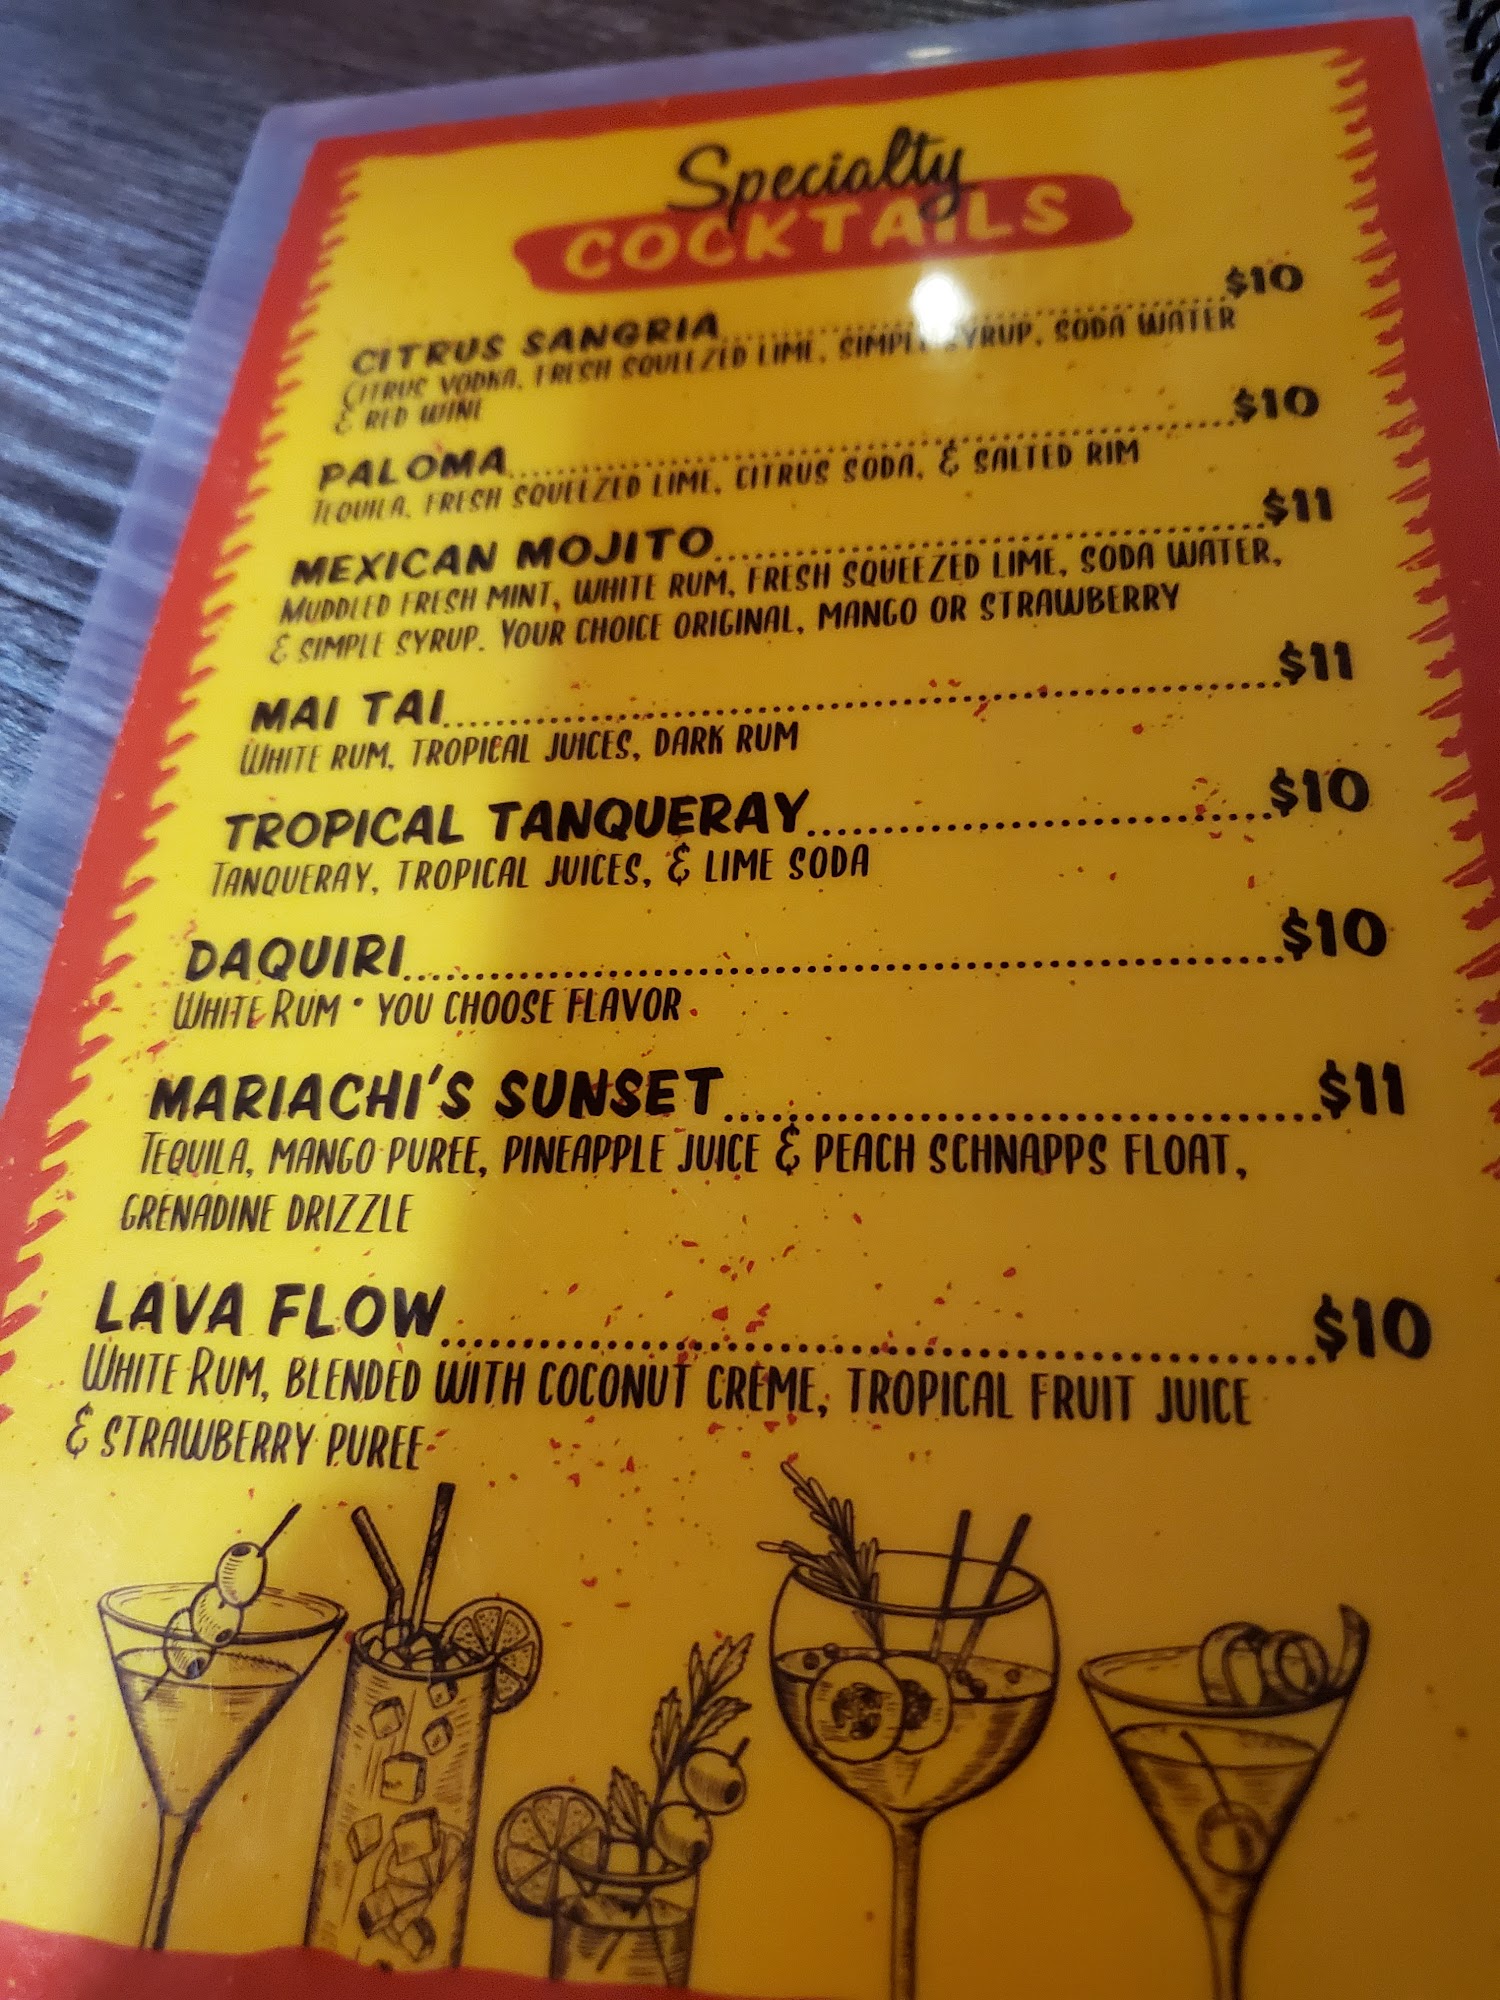 Specialty
COCKTAILS
CITRUS SANGRIA........................................$10
CITRUS VODKA, FRESH SQUEEZED LIME, SIMPLE SYRUP, SODA WATER
& RED WINE
PALOMA........................................$10
TEQUILA, FRESH SQUEEZED LIME, CITRUS SODA, & SALTED RIM
MEXICAN MOJITO........................................$11
MUDDLED FRESH MINT, WHITE RUM, FRESH SQUEEZED LIME, SODA WATER,
& SIMPLE SYRUP. YOUR CHOICE ORIGINAL, MANGO OR STRAWBERRY
MAI TAI........................................$11
WHITE RUM, TROPICAL JUICES, DARK RUM
TROPICAL TANQUERAY........................................$10
TANQUERAY, TROPICAL JUICES, & LIME SODA
DAQUIRI........................................$10
WHITE RUM • YOU CHOOSE FLAVOR
MARIACHI'S SUNSET........................................$11
TEQUILA, MANGO PUREE, PINEAPPLE JUICE & PEACH SCHNAPPS FLOAT,
GRENADINE DRIZZLE
LAVA FLOW........................................$10
WHITE RUM, BLENDED WITH COCONUT CREME, TROPICAL FRUIT JUICE
& STRAWBERRY PUREE